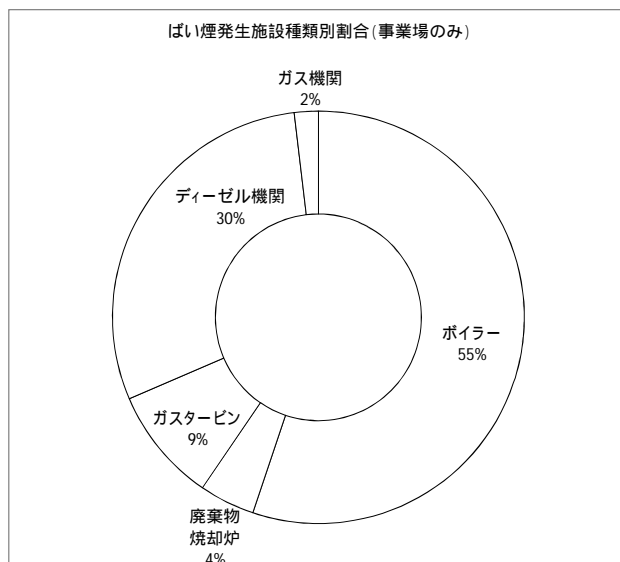 ばい煙発生施設種類別割合(事業場のみ)
ガス機関
2%
ディーゼル機関
30%
ボイラー
55%
ガスタービン
9%
廃棄物
焼却炉
4%